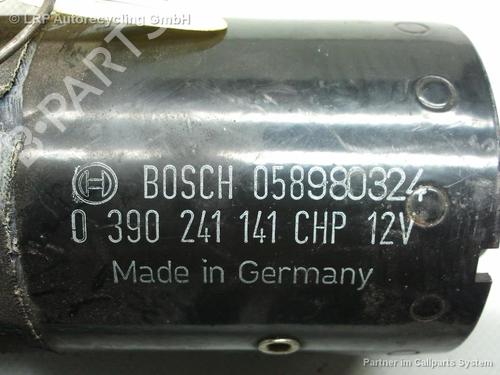 © LRP Autorecycling GmbH
B-PARTS
BOSCH 058980324
0 390 241 141 CHP 12V
Made in Germany
Partner im Callparts System